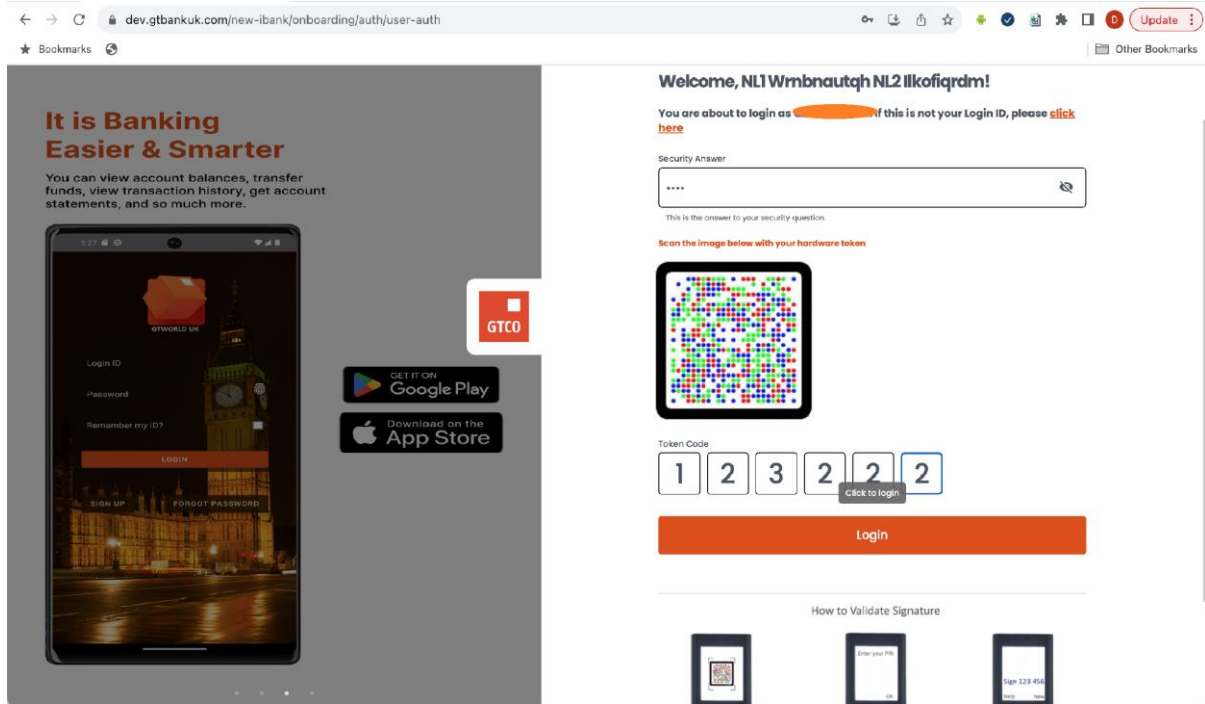 dev.gtbankuk.com/new-ibank/onboarding/auth/user-auth
D
Update
Bookmarks
Other Bookmarks
It is Banking
Easier & Smarter
You can view account balances, transfer
funds, view transaction history, get account
statements, and so much more.
5:27
GTWORLD UK
Login ID
Password
Remember my ID?
LOGIN
SIGN UP
FORGOT PASSWORD
GTCO
GET IT ON
Google Play
Download on the
App Store
Welcome, NL1 Wrnbnautqh NL2 Ilkofiqrdm!
You are about to login as If this is not your Login ID, please click
here
Security Answer
••••
This is the answer to your security question.
Scan the image below with your hardware token
Token Code
1 2 3 2 2 2
Click to login
Login
How to Validate Signature
Enter your PIN
OK
Sign 123 456
Help New